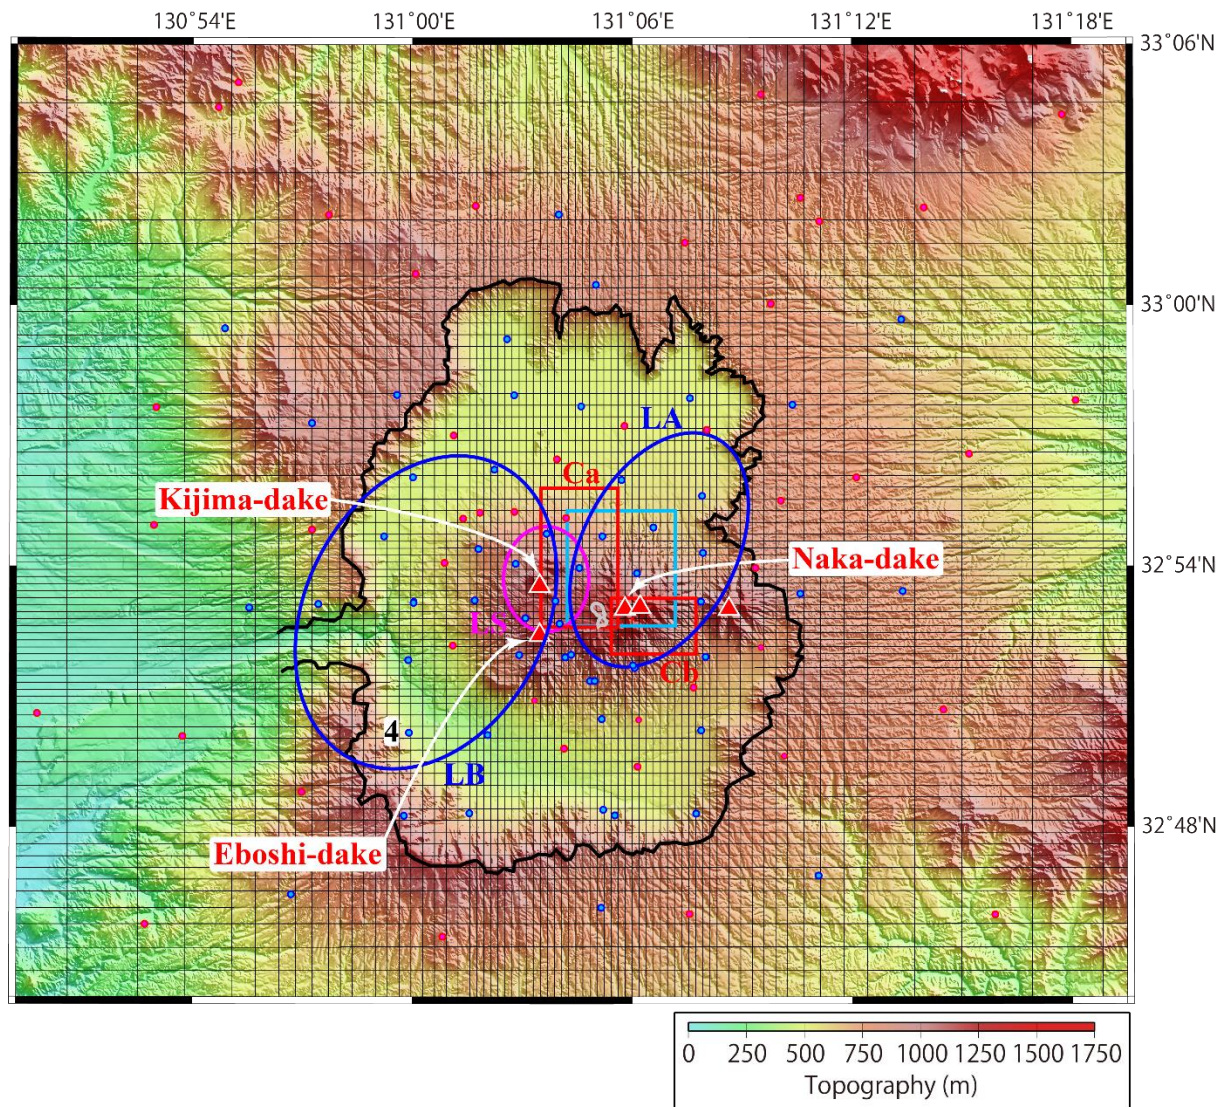 130°54'E 131°00'E 131°06'E 131°12'E 131°18'E
33°06'N
33°00'N
LA
Ca
Kijima-dake
Naka-dake
32°54'N
LS
Cb
4
LB
32°48'N
Eboshi-dake
0 250 500 750 1000 1250 1500 1750
Topography (m)